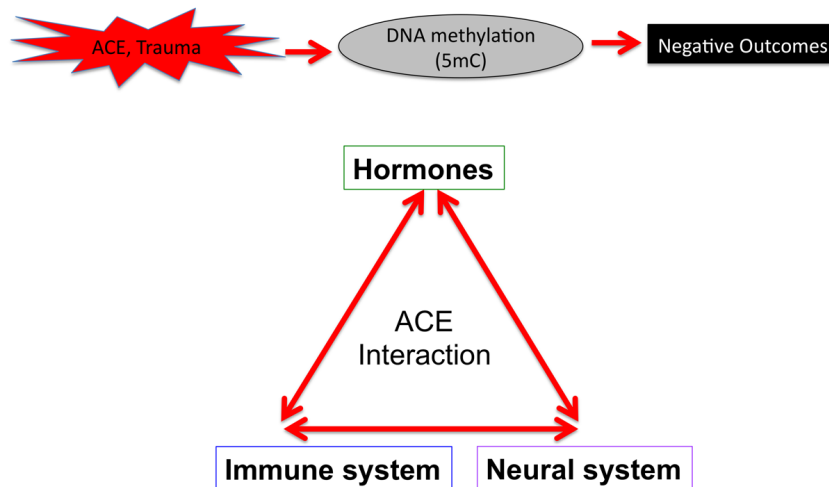 ACE, Trauma
DNA methylation
(5mC)
Negative Outcomes
Hormones
ACE
Interaction
Immune system
Neural system